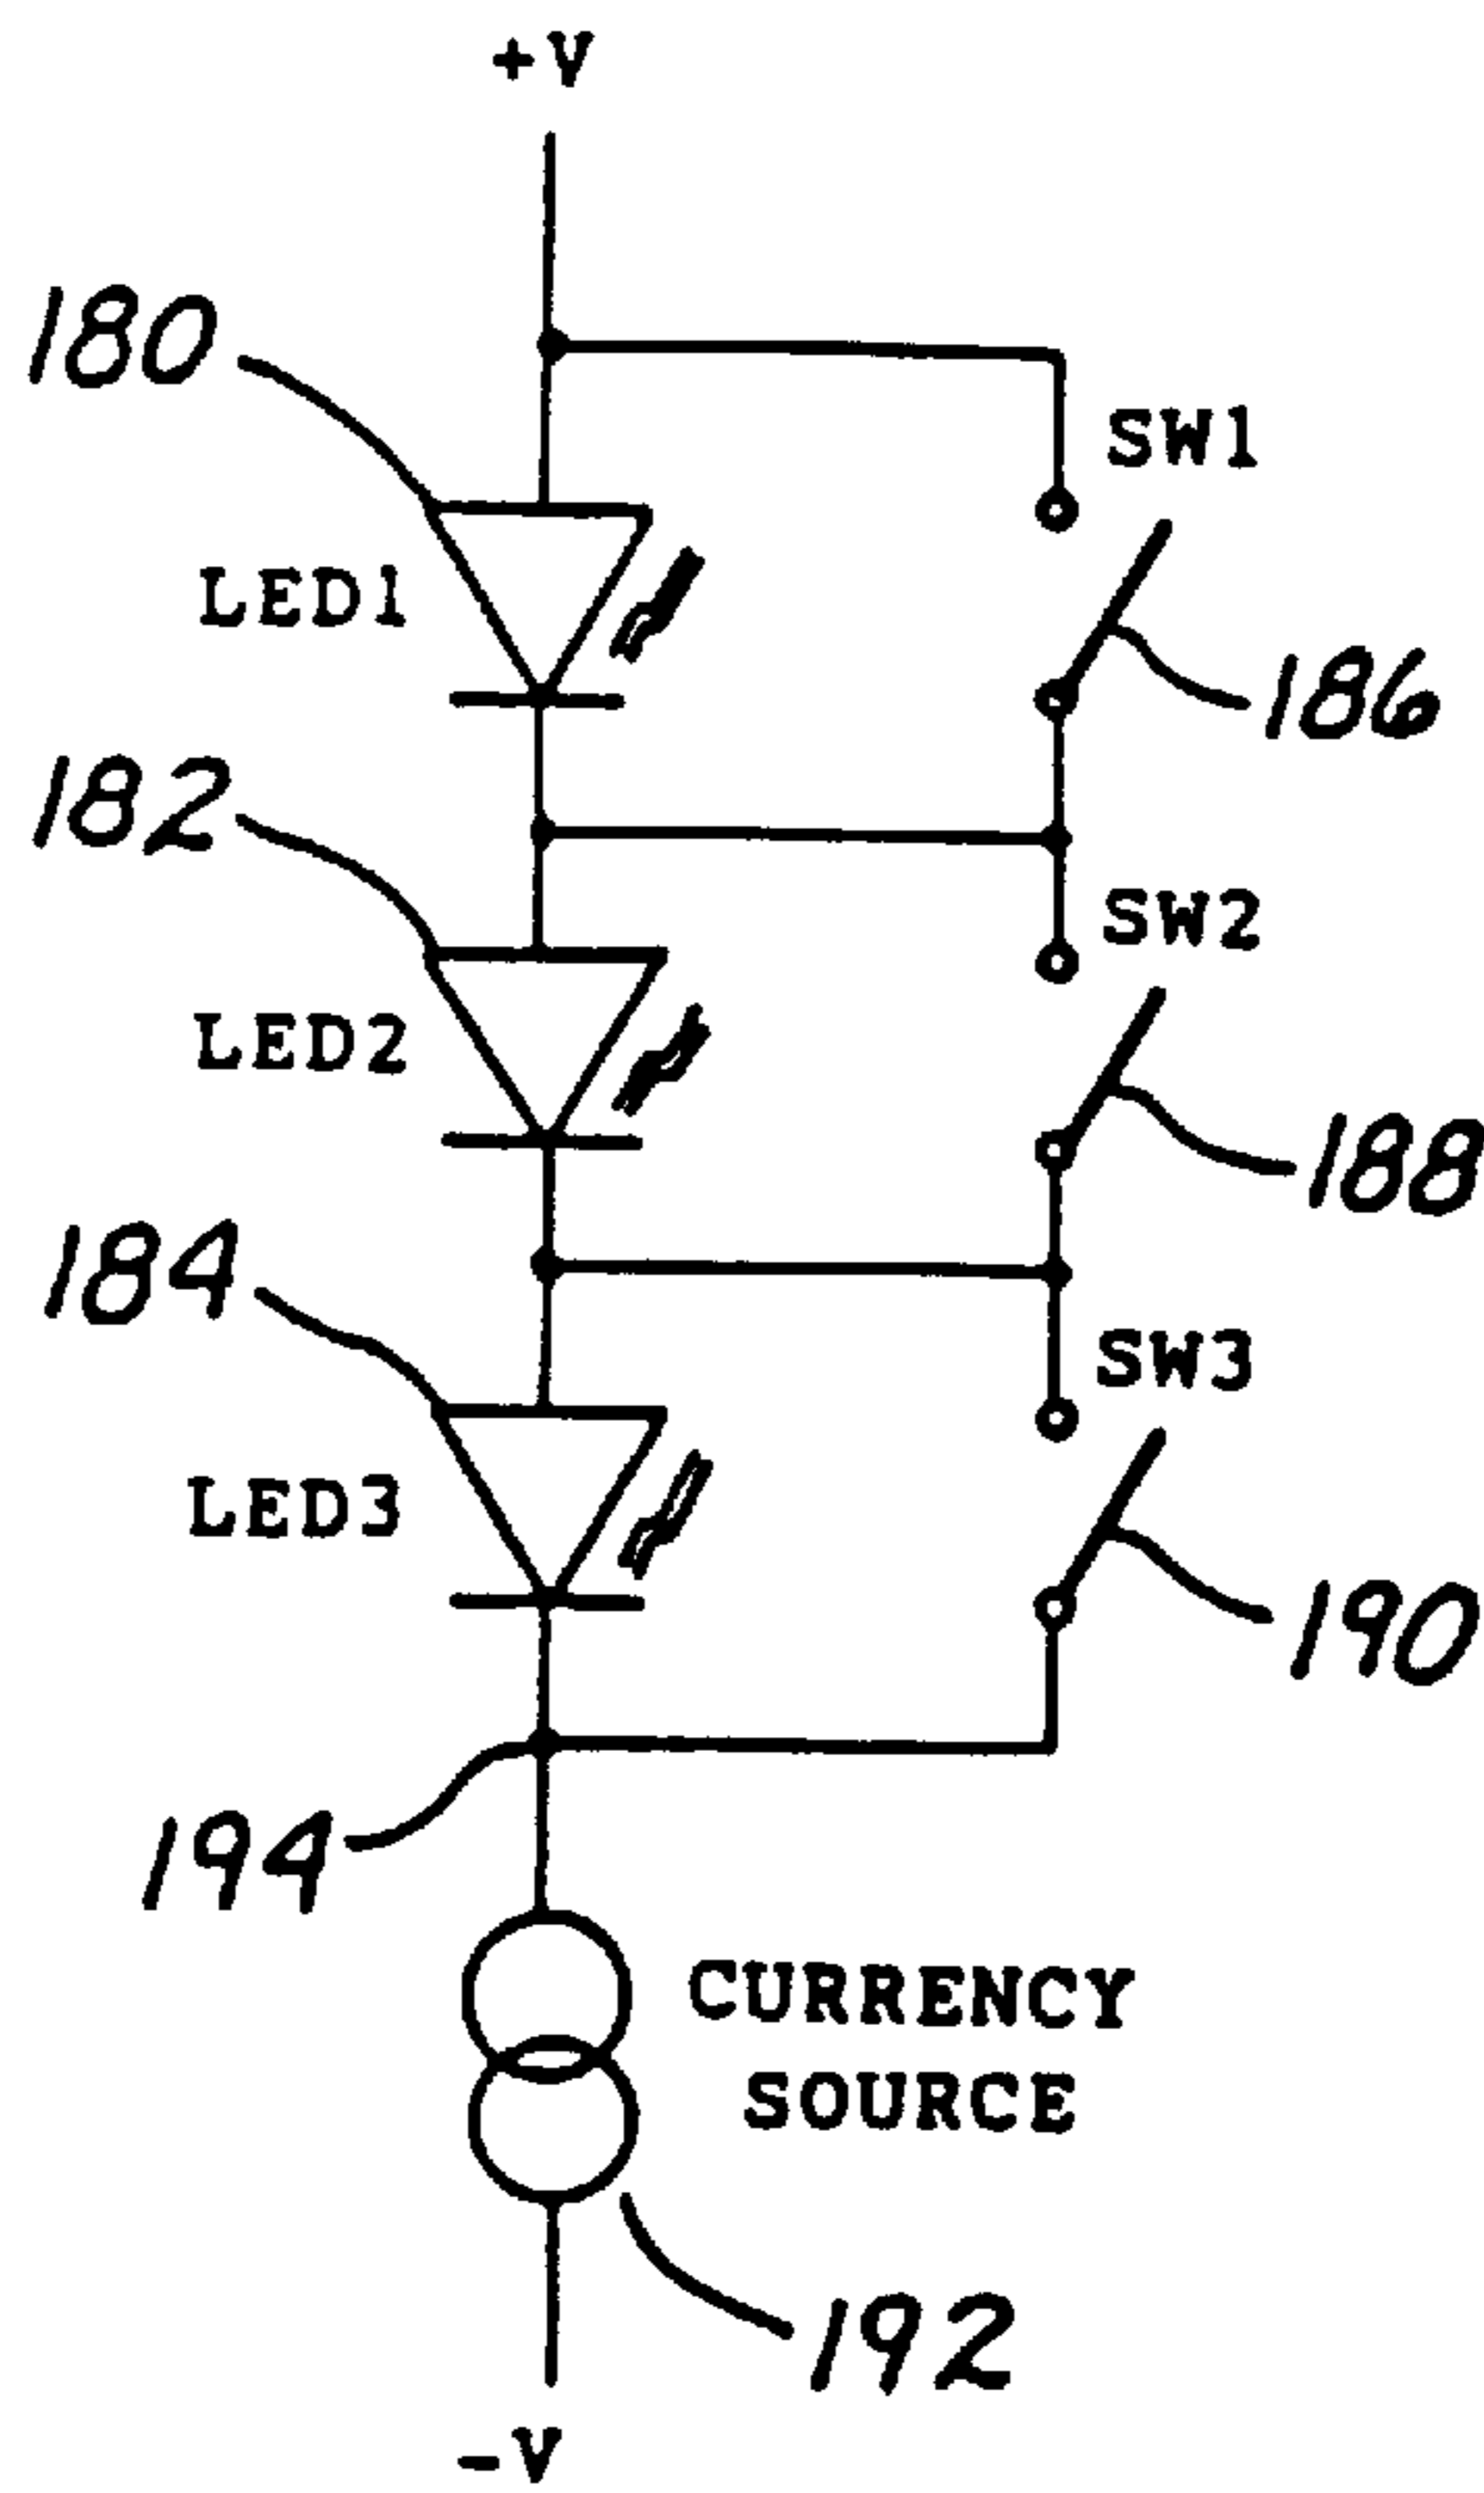 +V
180
SW1
LED1
186
182
SW2
LED2
188
184
SW3
LED3
190
194
CURRENCY
SOURCE
192
-V